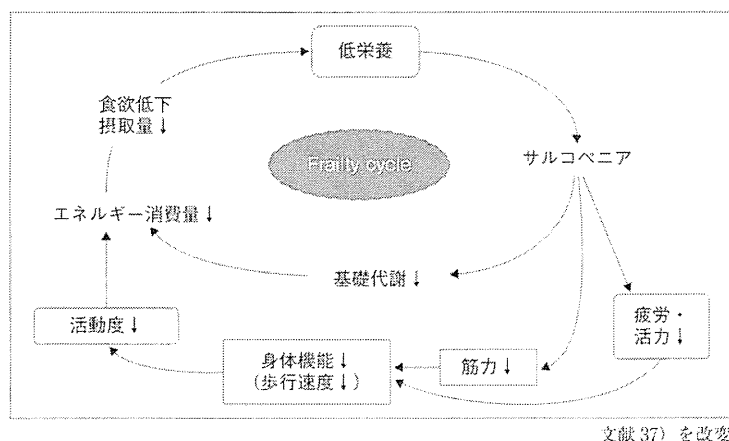 低栄養
食欲低下
摂取量↓
Frailty cycle
サルコペニア
エネルギー消費量↓
基礎代謝↓
疲労・
活力↓
活動度↓
身体機能↓
(歩行速度↓)
筋力↓
文献 37) を改変